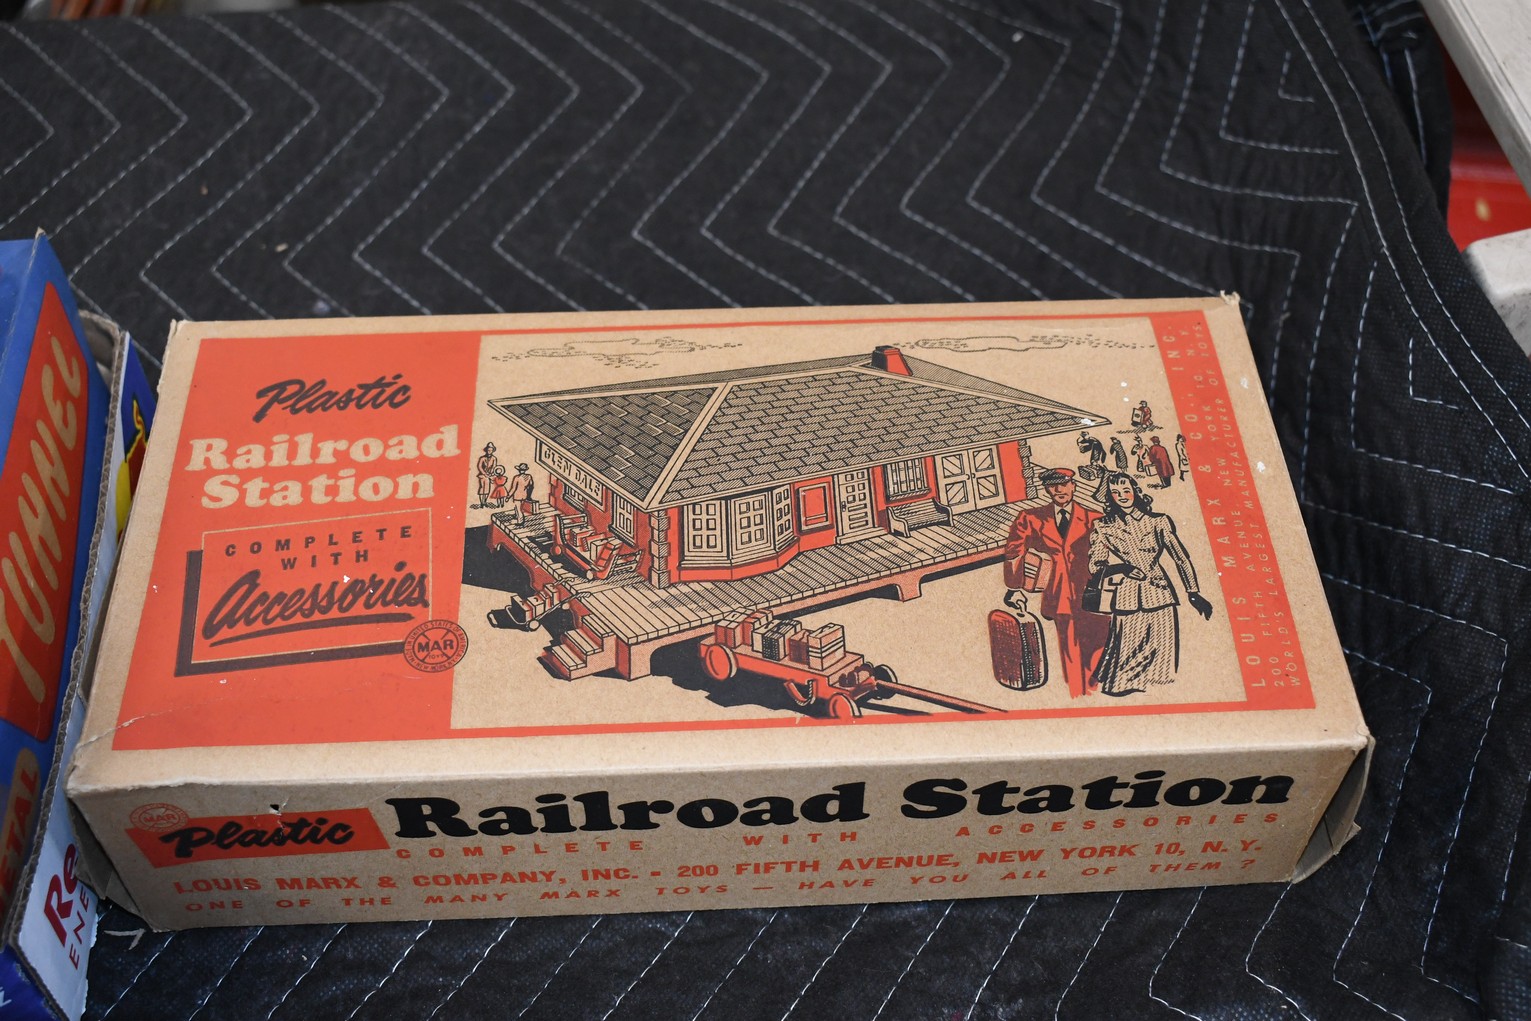 Plastic
Railroad
Station
COMPLETE
WITH
Accessories
MAR
GLEN DALE
LOUIS MARX & CO., INC.
200 FIFTH AVENUE, NEW YORK 10, N.Y.
WORLD'S LARGEST MANUFACTURER OF TOYS
MAR
Plastic
Railroad Station
COMPLETE WITH ACCESSORIES
LOUIS MARX & COMPANY, INC. - 200 FIFTH AVENUE, NEW YORK 10, N. Y.
ONE OF THE MANY MARX TOYS — HAVE YOU ALL OF THEM?
TUNNEL